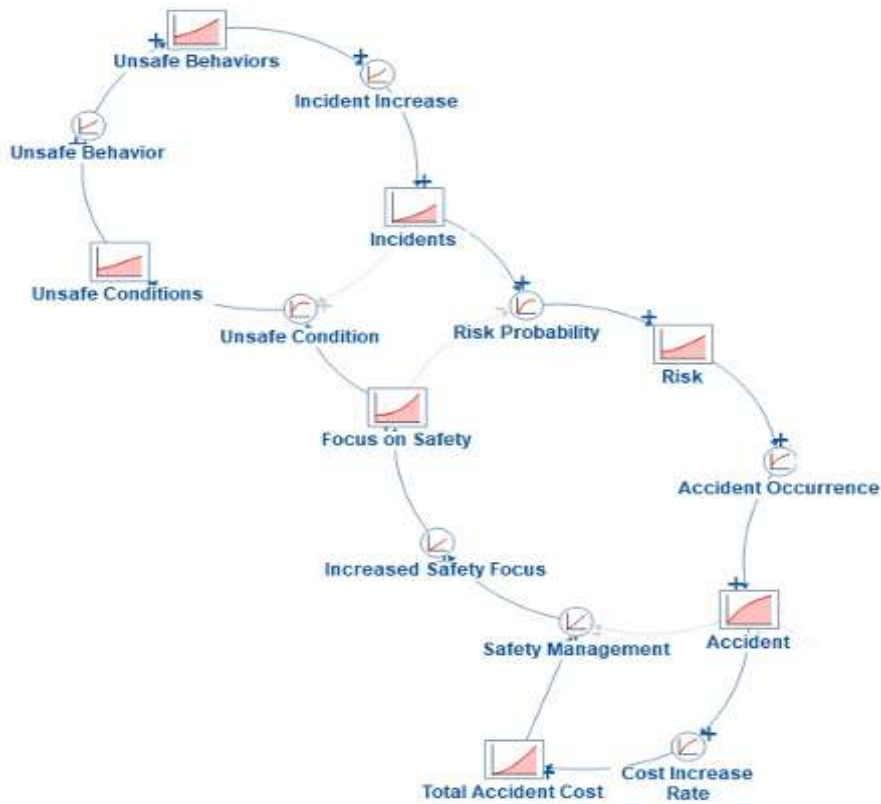 Unsafe Behaviors
Incident Increase
Unsafe Behavior
Incidents
Unsafe Conditions
Unsafe Condition
Risk Probability
Risk
Focus on Safety
Accident Occurrence
Increased Safety Focus
Safety Management
Accident
Total Accident Cost
Cost Increase
Rate